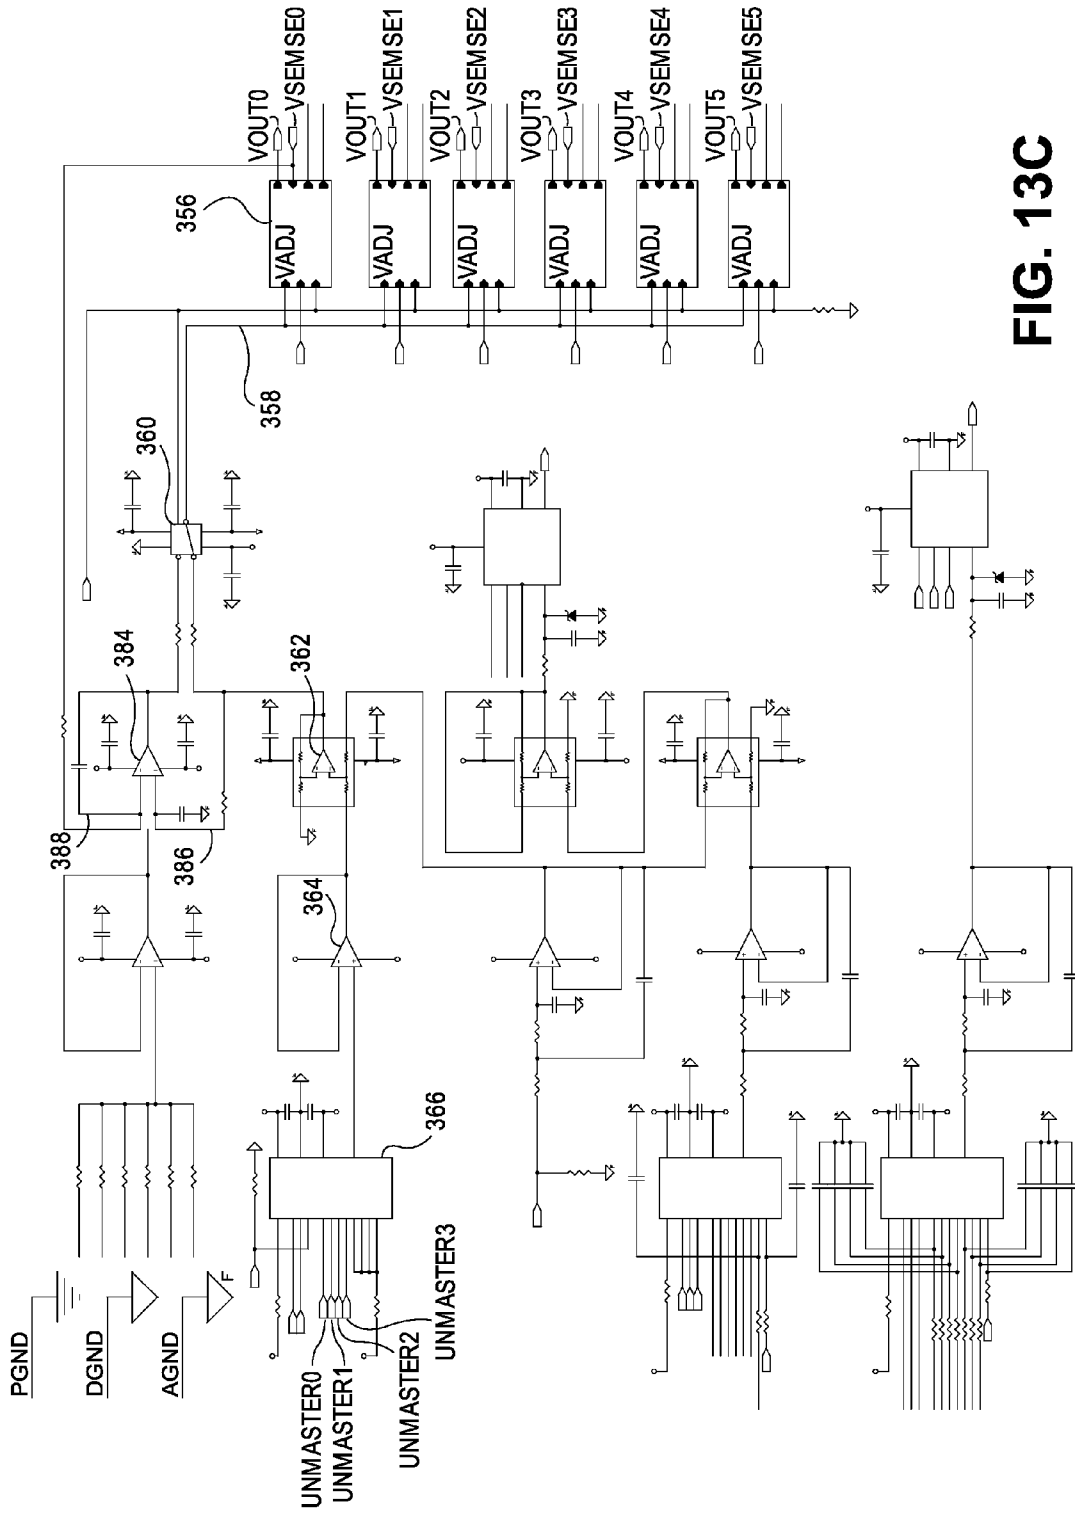 PGND
DGND
AGND
F
388
386
384
360
356
358
362
364
366
VADJ
VADJ
VADJ
VADJ
VADJ
VADJ
VOUT0
VSEMSE0
VOUT1
VSEMSE1
VOUT2
VSEMSE2
VOUT3
VSEMSE3
VOUT4
VSEMSE4
VOUT5
VSEMSE5
UNMASTER0
UNMASTER1
UNMASTER2
UNMASTER3
FIG. 13C